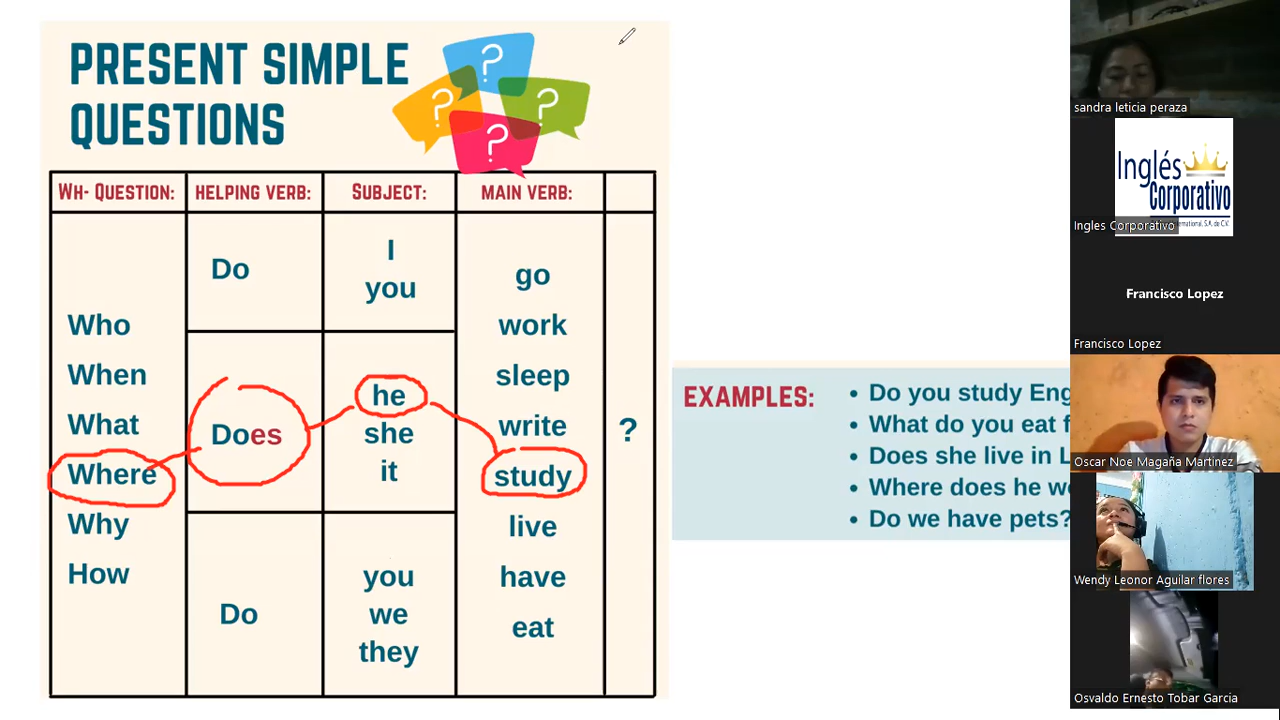 PRESENT SIMPLE
QUESTIONS
WH- QUESTION:
HELPING VERB:
SUBJECT:
MAIN VERB:
Do
I
you
Who
When
What
Where
Why
How
Does
he
she
it
Do
you
we
they
go
work
sleep
write
study
live
have
eat
?
EXAMPLES:
• Do you study Eng
• What do you eat f
• Does she live in L
• Where does he w
• Do we have pets?
sandra leticia peraza
Inglés
Corporativo
International, S.A. de C.V.
Ingles Corporativo
Francisco Lopez
Francisco Lopez
Oscar Noe Magaña Martinez
Wendy Leonor Aguilar flores
Osvaldo Ernesto Tobar Garcia